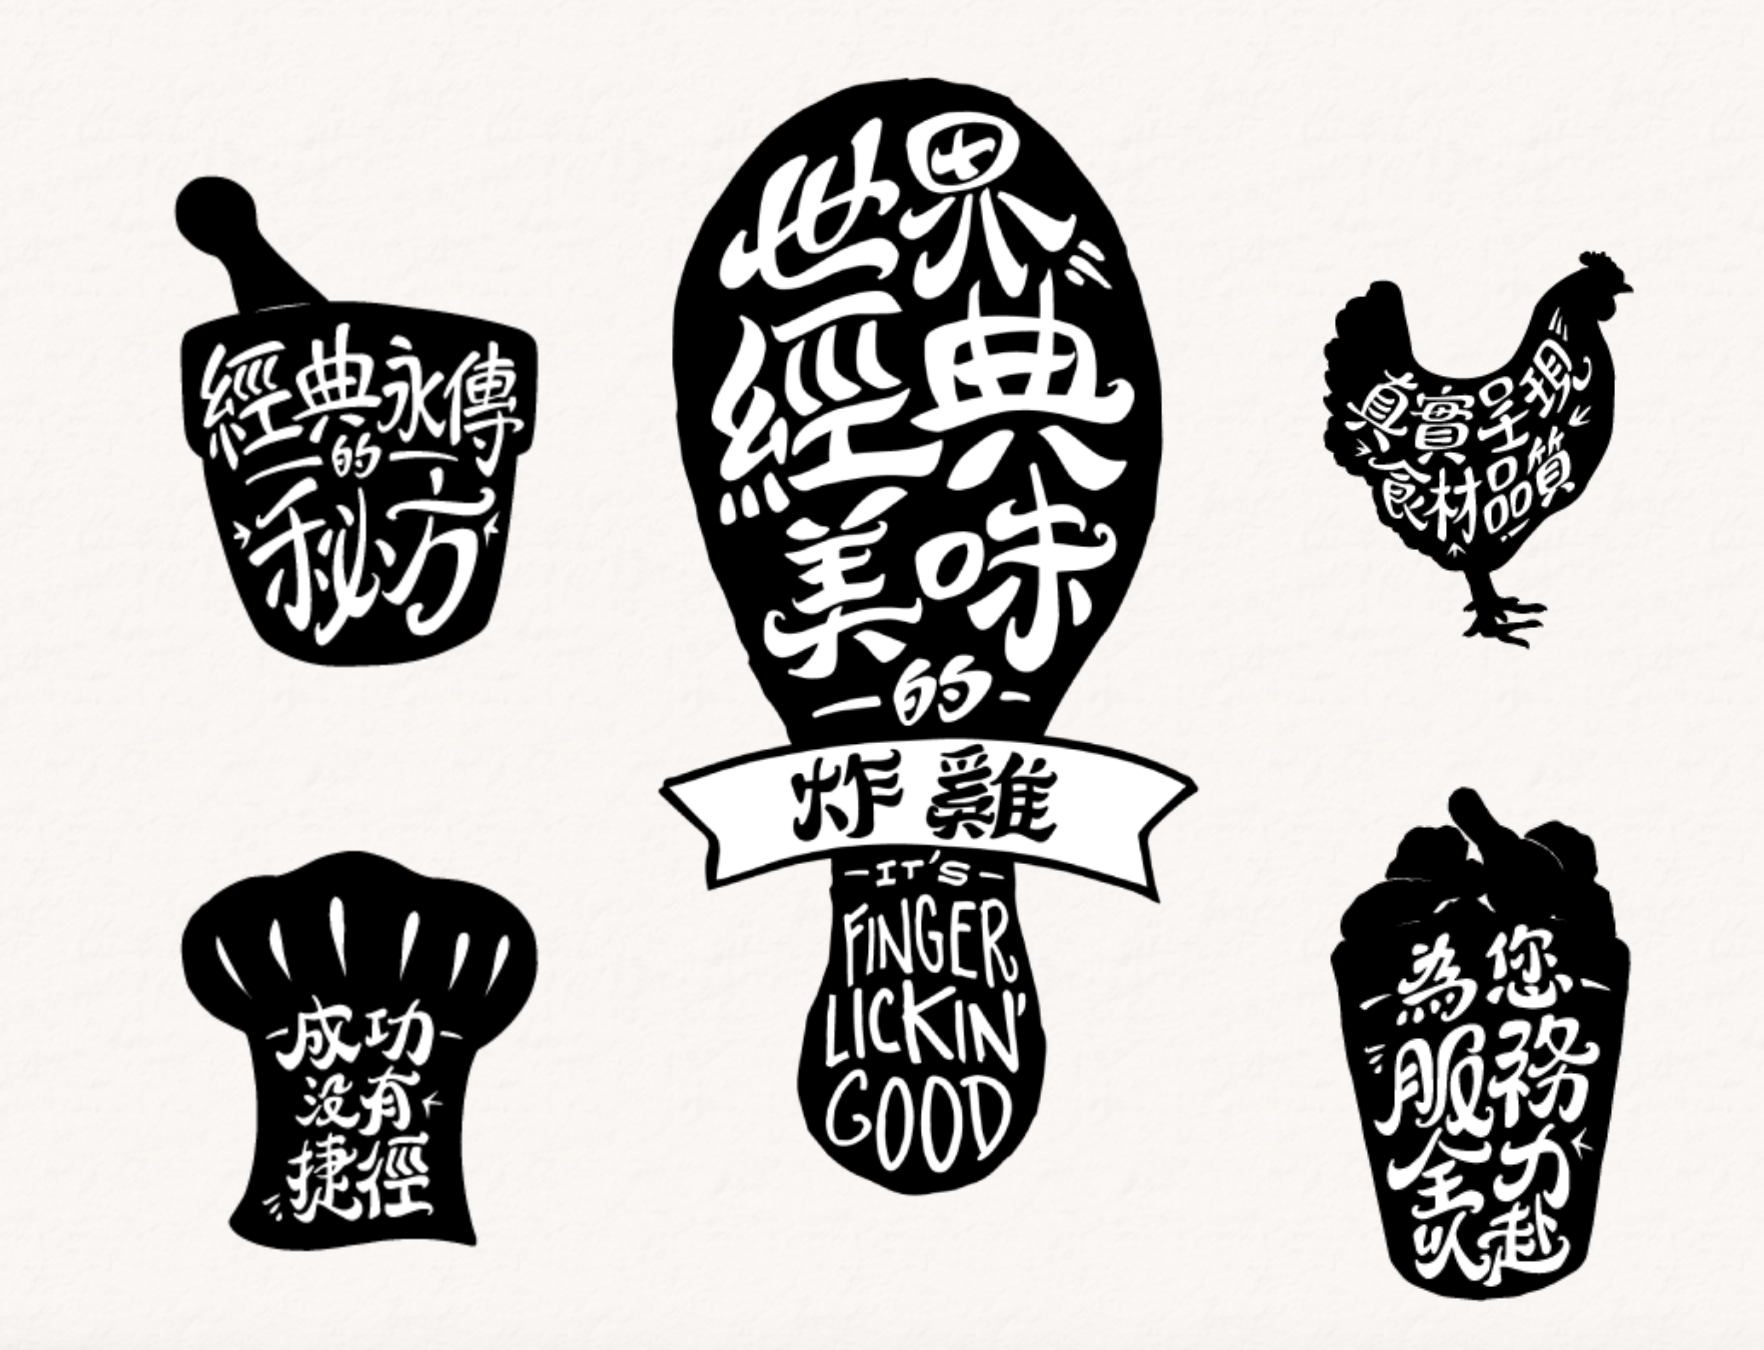 經典永傳
的
秘方
世界
經典
美味
的
炸雞
IT'S
FINGER
LICKIN'
GOOD
真實呈現
食材品質
成功
沒有
捷徑
為您
服務
全力
以赴